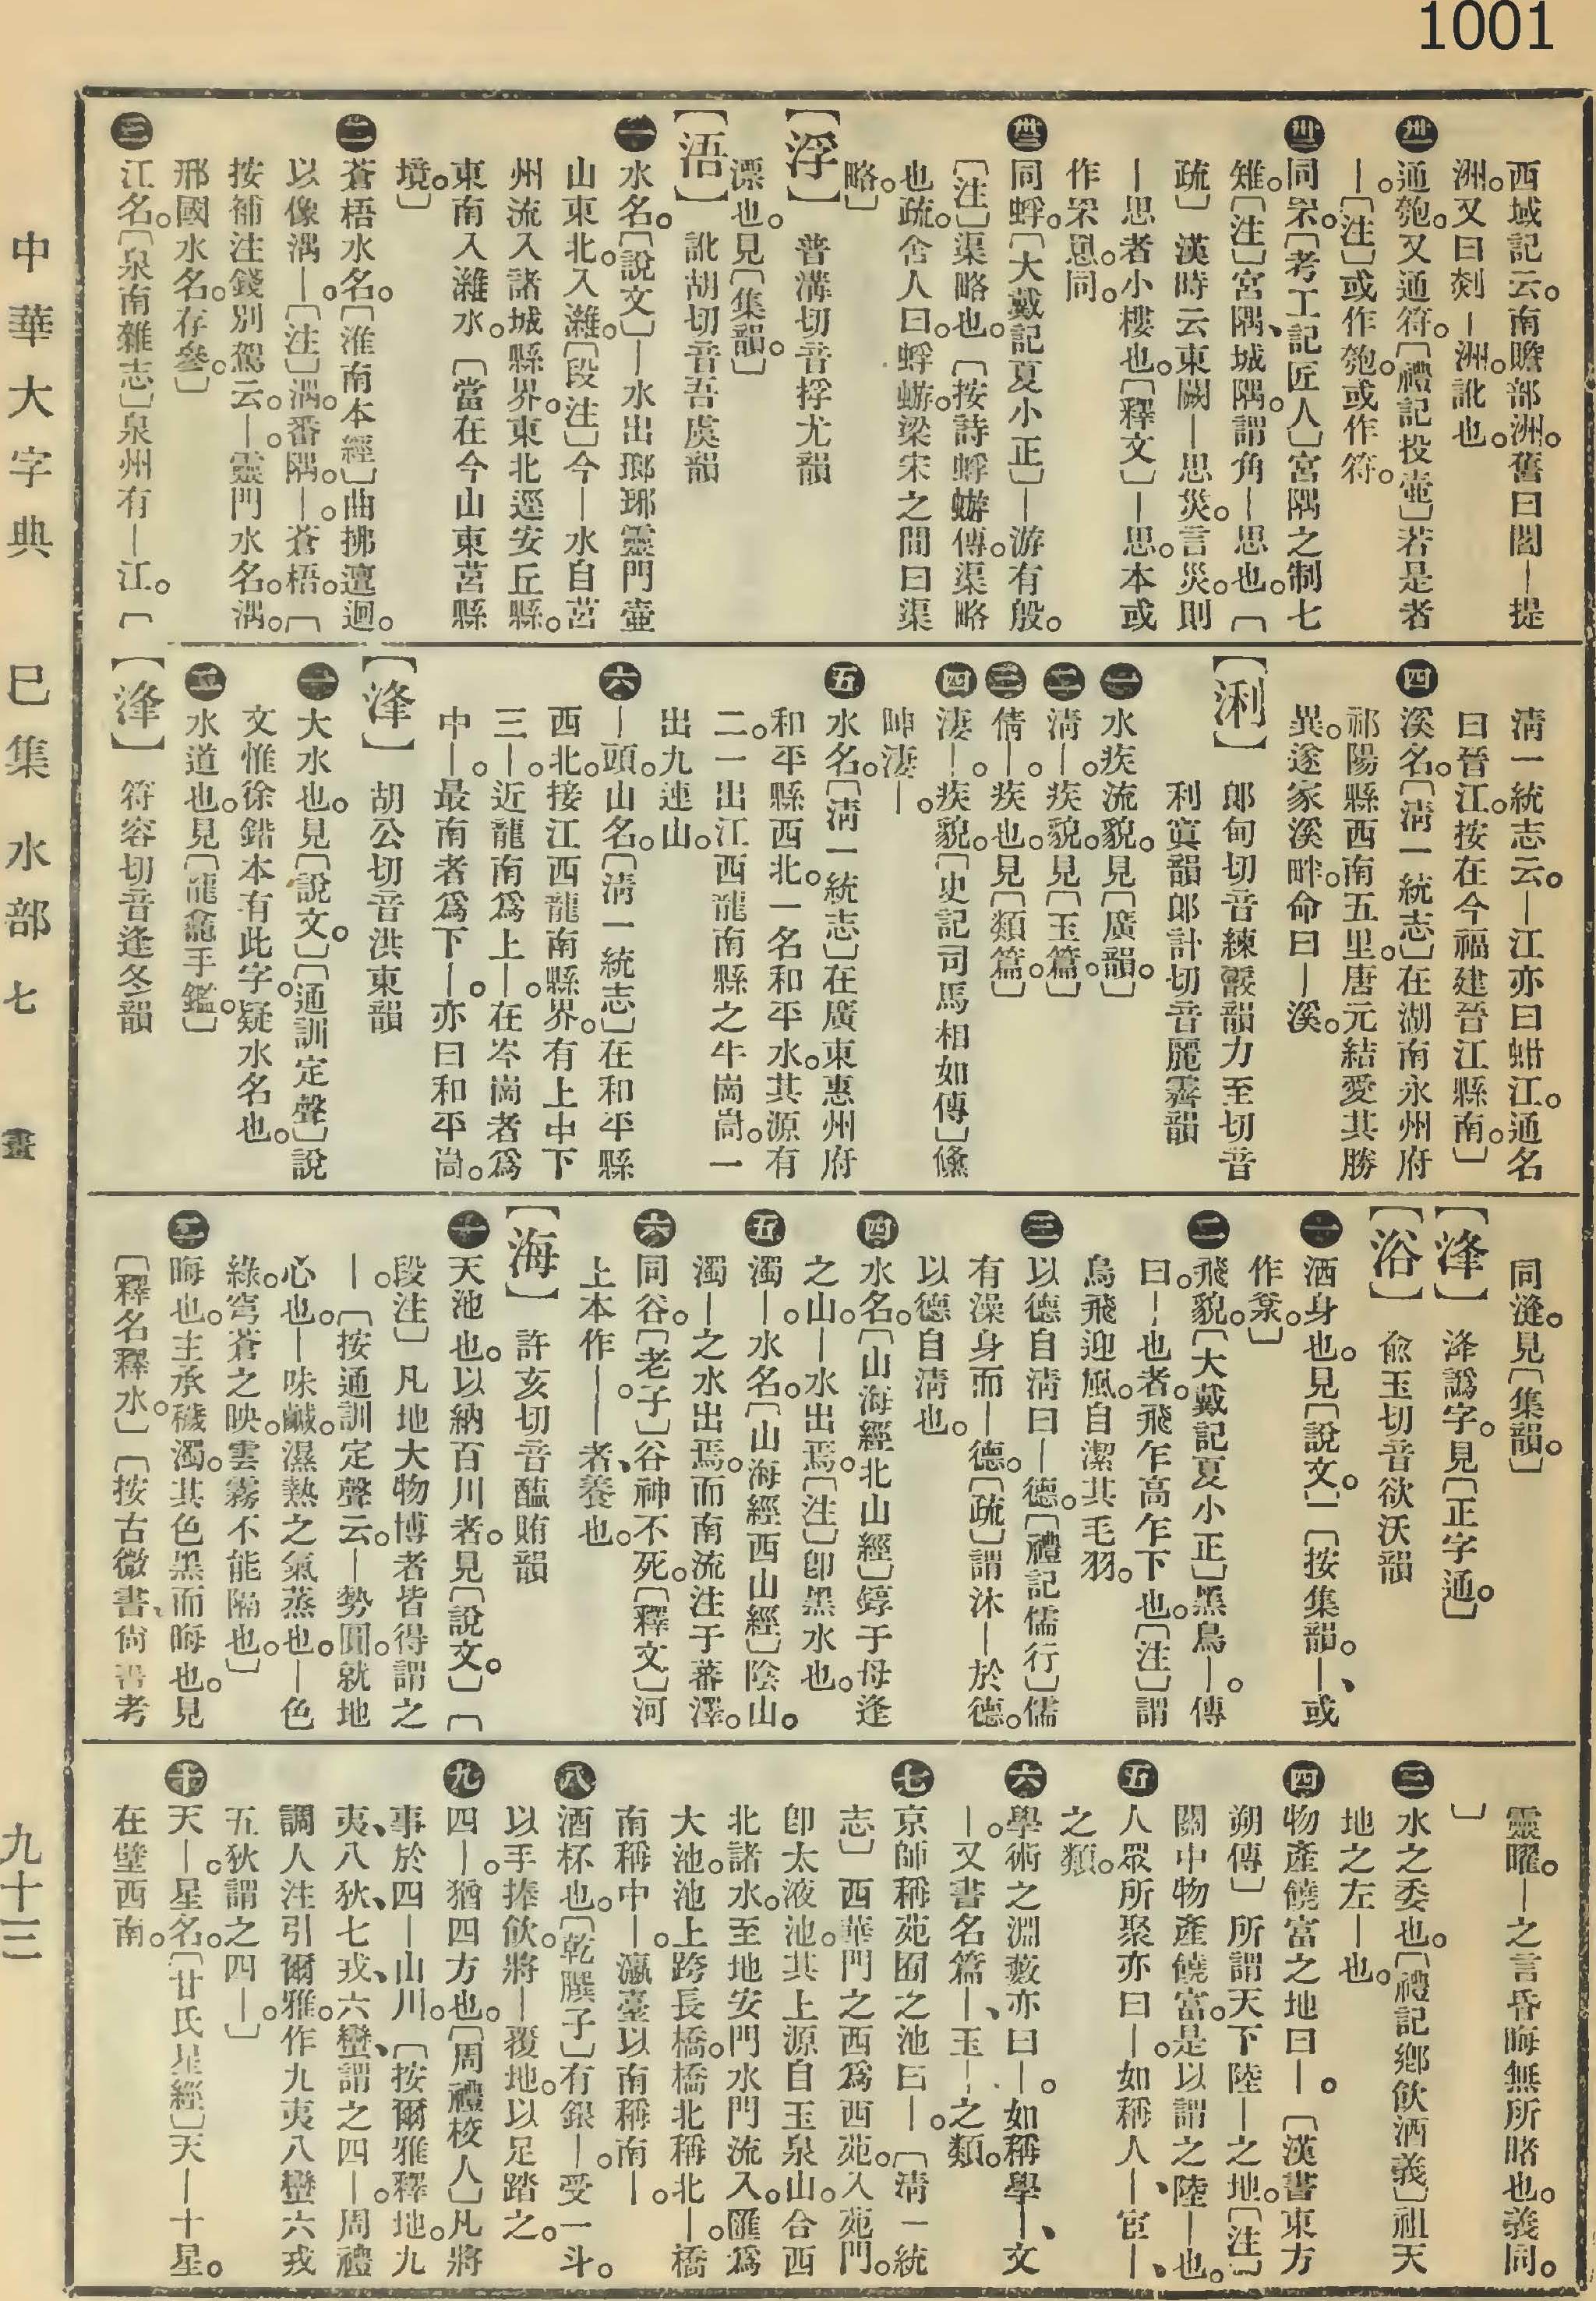 1001
西域記云。南贍部洲。舊曰閻—提
洲。又曰剡—洲。訛也。
卅一 通匏。又通符。〔禮記投壺〕若是者
—。〔注〕或作匏。或作符。
卅二 同罘。〔考工記匠人〕宮隅之制七
雉。〔注〕宮隅、城隅。謂角—思也。〔
疏〕漢時云東闕—思災。言災。則
—思者小樓也。〔釋文〕—思。本或
作罘罳。同。
卅三 同蜉。〔大戴記夏小正〕—游有殷。
〔注〕渠略也。〔按詩蜉蝣傳。渠略
也。疏。舍人曰。蜉蝣。梁宋之間曰渠
略。〕
【浮】 普溝切音捊尤韻
漂也。見〔集韻。〕
【浯】 訛胡切音吾虞韻
一 水名。〔說文〕—水出瑯琊靈門壺
山東北。入濰。〔段注〕今—水自莒
州流入諸城縣界。東北逕安丘縣。
東南入濰水。〔當在今山東莒縣
境。〕
二 蒼梧水名。〔淮南本經〕曲拂邅迴。
以像湡—。〔注〕湡。番隅。—。蒼梧。〔
按補注錢別駕云。—。靈門水名。湡。
邢國水名。存參。〕
三 江名。〔泉南雜志〕泉州有—江。〔
清一統志云。—江亦曰蚶江。通名
曰晉江。按在今福建晉江縣南。〕
四 溪名。〔清一統志〕在湖南永州府
祁陽縣西南五里。唐元結愛其勝
異。遂家溪畔。命曰—溪。
【浰】 郎甸切音練霰韻力至切音
利寘韻郎計切音麗霽韻
一 水疾流貌。見〔廣韻。〕
二 清—。疾貌。見〔玉篇。〕
三 倩—。疾也。見〔類篇。〕
四 淒—。疾貌。〔史記司馬相如傳〕儵
眒淒—。
五 水名。〔清一統志〕在廣東惠州府
和平縣西北。一名和平水。其源有
二。一出江西龍南縣之牛崗崗。一
出九連山。
六 —頭。山名。〔清一統志〕在和平縣
西北。接江西龍南縣界。有上中下
三—。近龍南爲上—。在岑崗者爲
中—。最南者爲下—。亦曰和平崗。
【浲】 胡公切音洪東韻
一 大水也。見〔說文。〕〔通訓定聲〕說
文惟徐鍇本有此字。疑水名也。
二 水道也。見〔龍龕手鑑。〕
【浲】 符容切音逢冬韻
同漨。見〔集韻。〕
【浲】 洚譌字。見〔正字通。〕
【浴】 兪玉切音欲沃韻
一 洒身也。見〔說文。〕〔按集韻。—、或
作㳑。〕
二 飛貌。〔大戴記夏小正〕黑鳥—。傳
曰。—也者。飛乍高乍下也。〔注〕謂
鳥飛迎風。自潔其毛羽。
三 以德自清曰—德。〔禮記儒行〕儒
有澡身而—德。〔疏〕謂沐—於德。
以德自清也。
四 水名。〔山海經北山經〕錞于母逢
之山。—水出焉。〔注〕卽黑水也。
五 濁—。水名。〔山海經西山經〕陰山。
濁—之水出焉。而南流注于蕃澤。
六 同谷。〔老子〕谷神不死。〔釋文〕河
上本作—。—者、養也。
【海】 許亥切音醢賄韻
一 天池也。以納百川者。見〔說文。〕〔
段注〕凡地大物博者皆得謂之
—。〔按通訓定聲云。—勢圓。就地
心也。—味鹹。濕熱之氣蒸也。—色
綠。穹蒼之映。雲霧不能隔也。〕
二 晦也。主承穢濁。其色黑而晦也。見
〔釋名釋水。〕〔按古微書、尚書考
靈曜。—之言昏晦無所睹也。義同。
〕
三 水之委也。〔禮記鄉飲酒義〕祖天
地之左—也。
四 物產饒富之地曰—。〔漢書東方
朔傳〕所謂天下陸—之地。〔注〕
關中物產饒富。是以謂之陸—也。
五 人眾所聚亦曰—。如稱人—、宦—、
之類。
六 學術之淵藪亦曰—。如稱學—、文
—。又書名篇—、玉—之類。
七 京師稱苑囿之池曰—。〔清一統
志〕西華門之西爲西苑。入苑門。
卽太液池。其上源自玉泉山。合西
北諸水。至地安門水門流入。匯爲
大池。池上跨長橋。橋北稱北—。橋
南稱中—。瀛臺以南稱南—。
八 酒杯也。〔乾𦠆子〕有銀—。受一斗。
以手捧飲。將—覆地。以足踏之。
九 四—。猶四方也。〔周禮校人〕凡將
事於四—山川。〔按爾雅釋地。九
夷、八狄、七戎、六蠻、謂之四—。周禮
調人注引爾雅。作九夷八蠻六戎
五狄謂之四—。〕
十 天—。星名。〔甘氏星經〕天—十星。
在壁西南。
中華大字典 巳集 水部 七畫 九十三